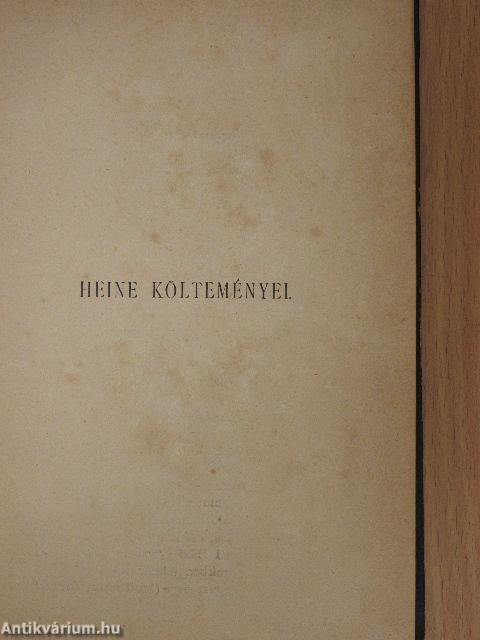 HEINE KÖLTEMÉNYEI.
Antikvárium.hu